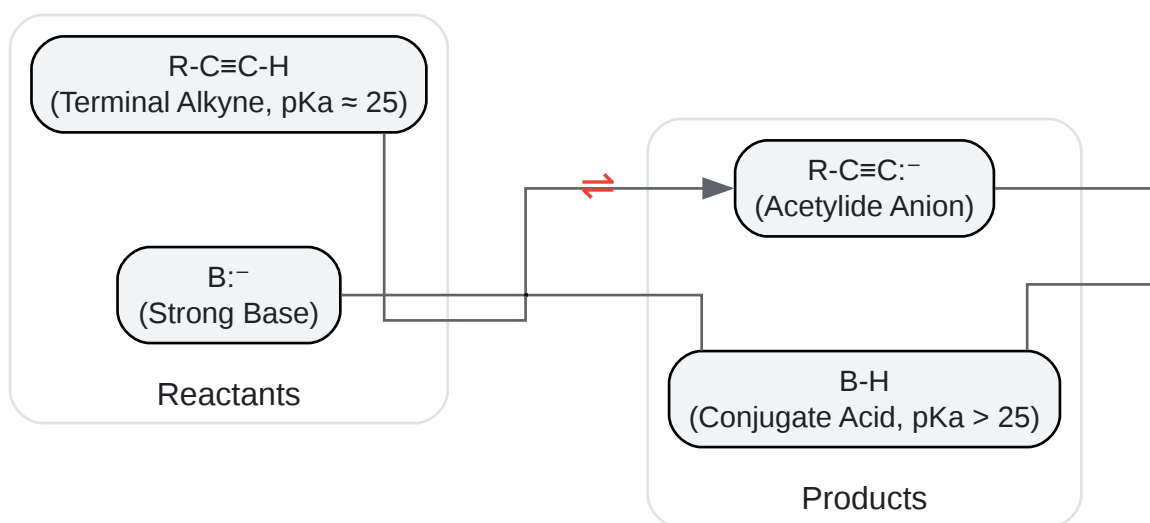 R-C≡C-H
(Terminal Alkyne, pKa ≈ 25)
B:⁻
(Strong Base)
Reactants
⇌
R-C≡C:⁻
(Acetylide Anion)
B-H
(Conjugate Acid, pKa > 25)
Products